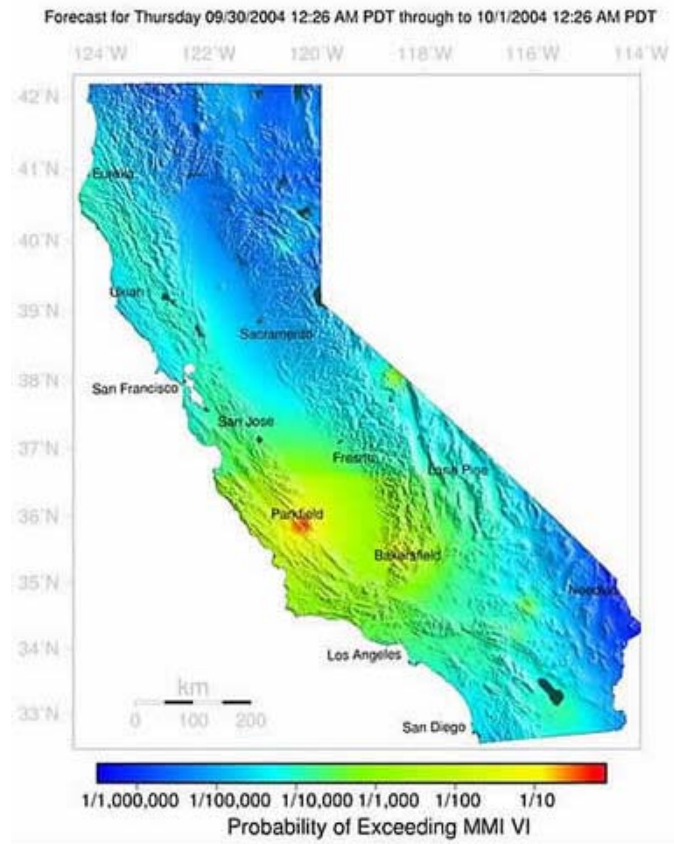 Forecast for Thursday 09/30/2004 12:26 AM PDT through to 10/1/2004 12:26 AM PDT
124°W 122°W 120°W 118°W 116°W 114°W
42°N
41°N
Eureka
40°N
Ukiah
39°N
Sacramento
38°N
San Francisco
San Jose
37°N
Fresno
Lone Pine
36°N
Parkfield
Bakersfield
35°N
Needles
34°N
Los Angeles
km
33°N
0 100 200
San Diego
1/1,000,000 1/100,000 1/10,000 1/1,000 1/100 1/10
Probability of Exceeding MMI VI